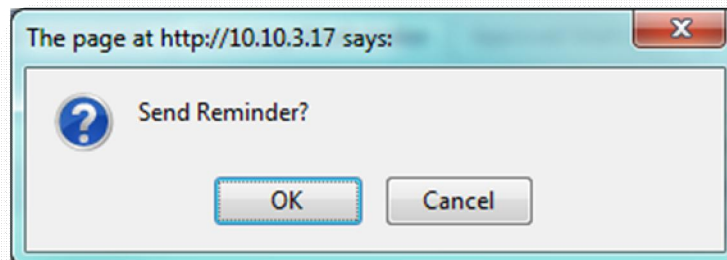 The page at http://10.10.3.17 says:
Send Reminder?
OK
Cancel